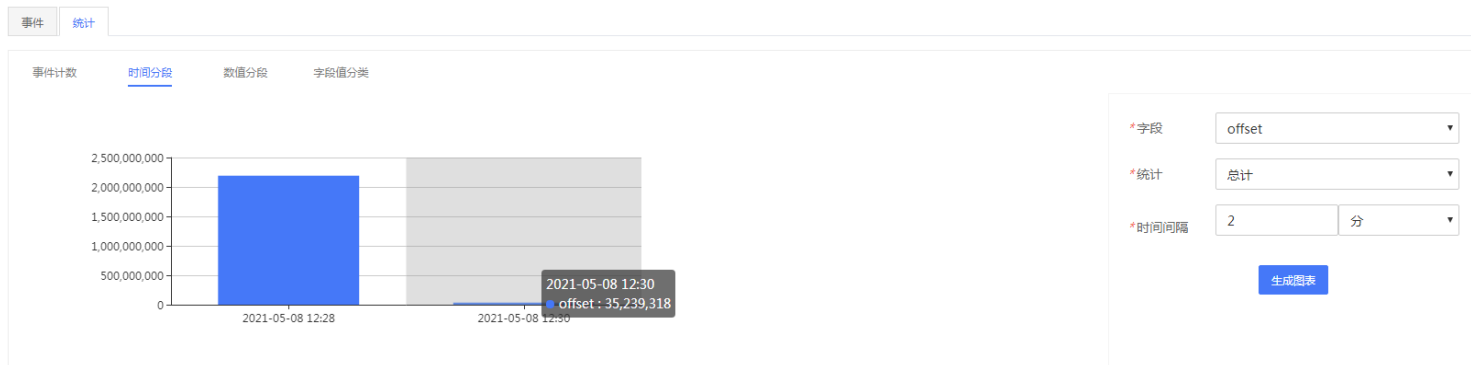 事件 统计
事件计数 时间分段 数值分段 字段值分类
*字段 offset
*统计 总计
*时间间隔 2 分
生成图表
2,500,000,000
2,000,000,000
1,500,000,000
1,000,000,000
500,000,000
0
2021-05-08 12:30
offset : 35,239,318
2021-05-08 12:28 2021-05-08 12:30